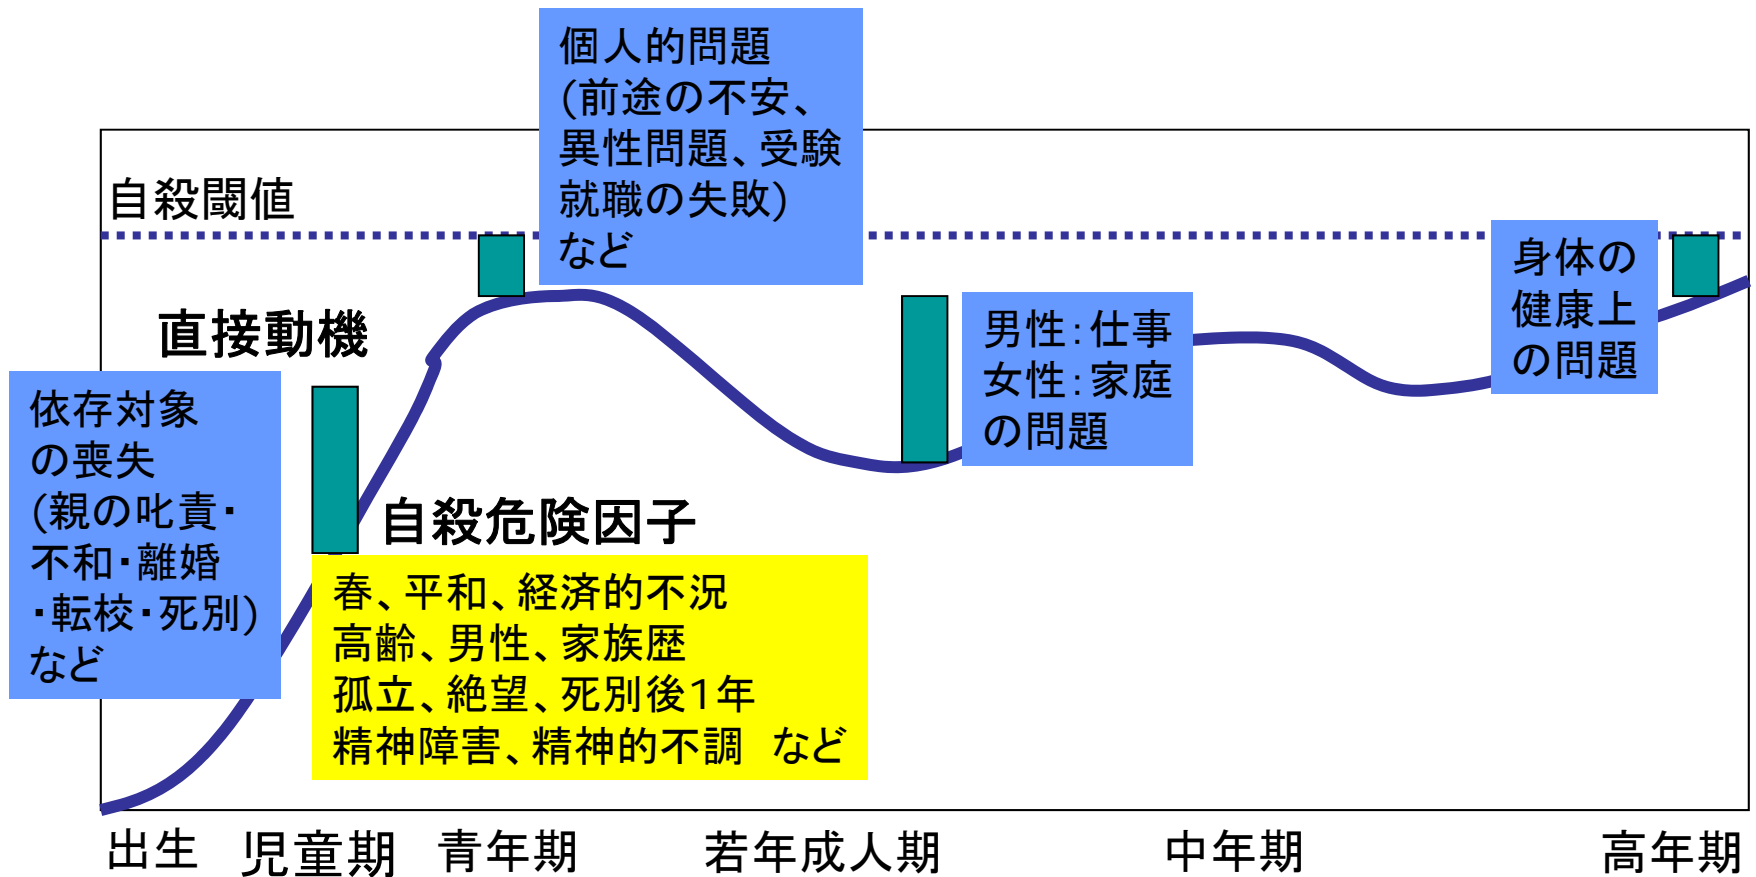 個人的問題
(前途の不安、
異性問題、受験
就職の失敗)
など
自殺閾値
身体の
健康上
の問題
直接動機
男性:仕事
女性:家庭
の問題
依存対象
の喪失
(親の叱責・
不和・離婚
・転校・死別)
など
自殺危険因子
春、平和、経済的不況
高齢、男性、家族歴
孤立、絶望、死別後1年
精神障害、精神的不調　など
出生
児童期
青年期
若年成人期
中年期
高年期